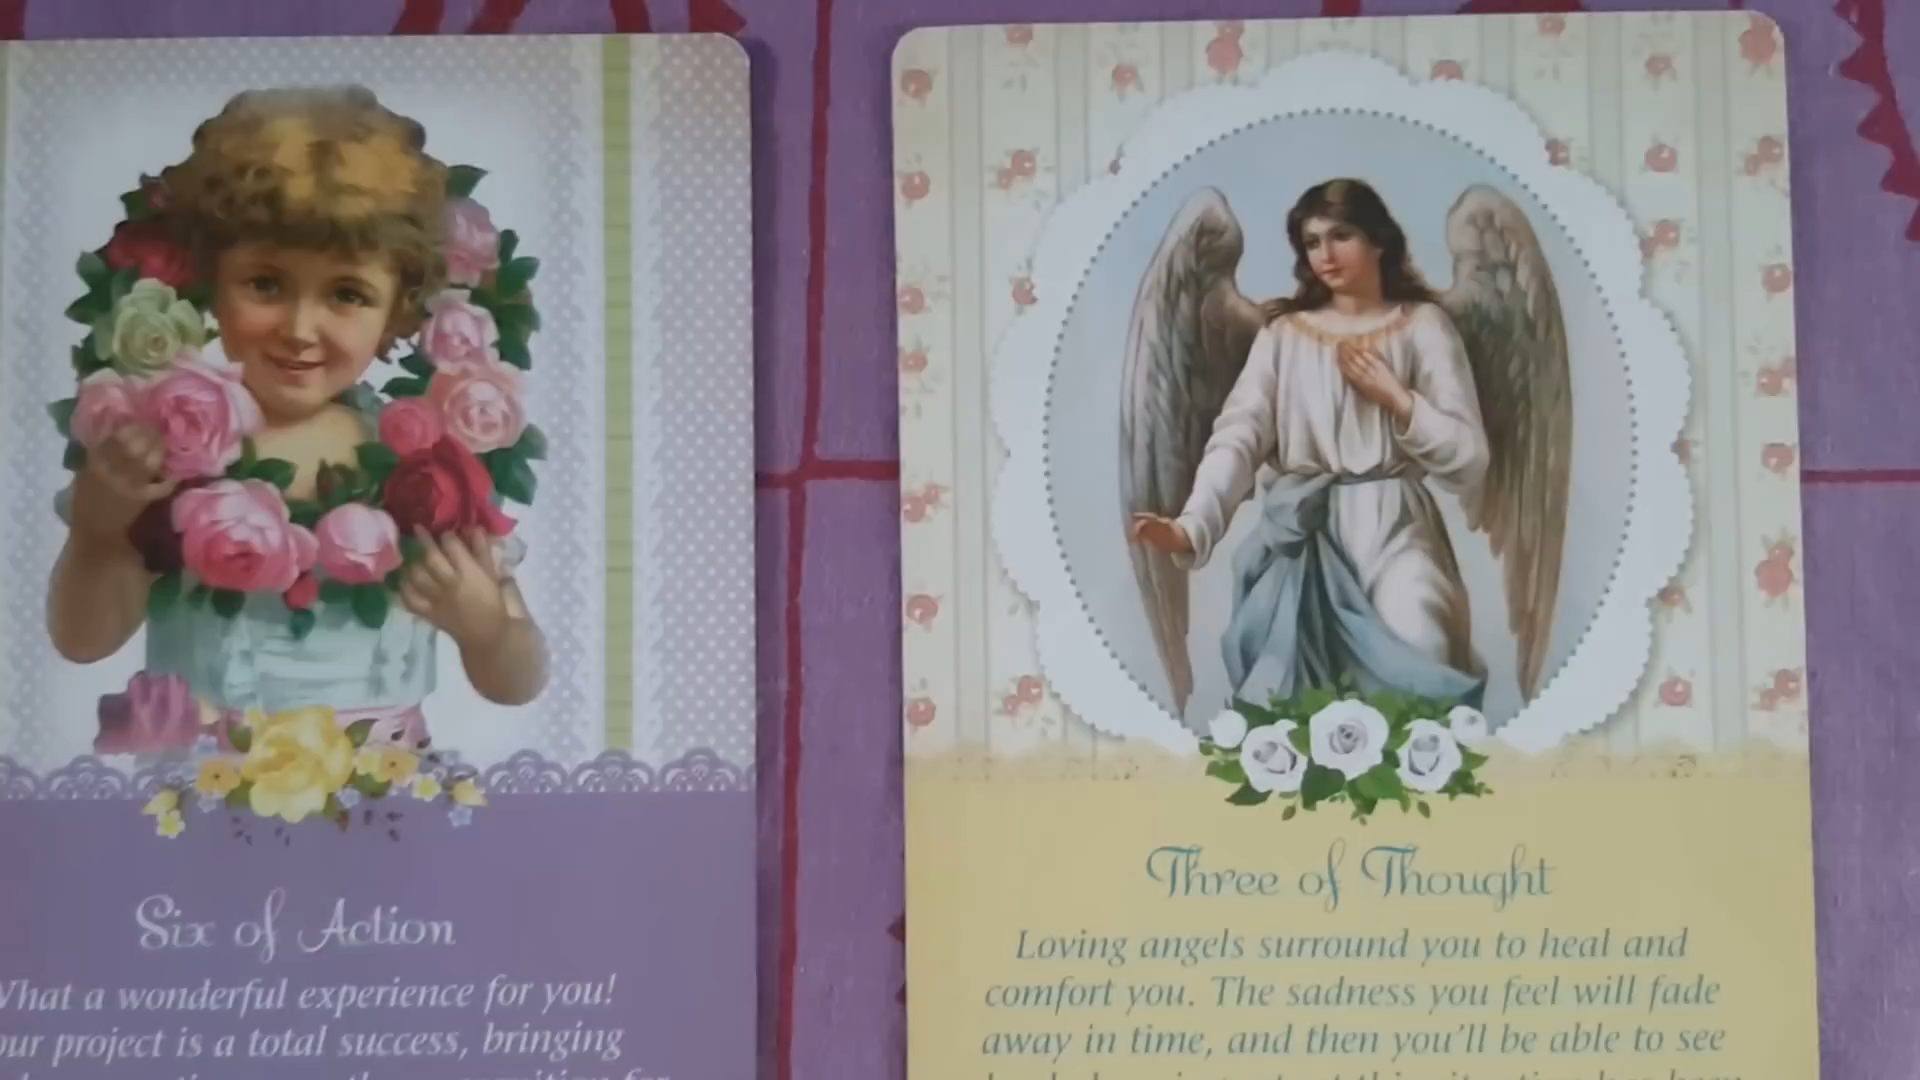 Six of Action
What a wonderful experience for you!
our project is a total success, bringing
Three of Thought
Loving angels surround you to heal and
comfort you. The sadness you feel will fade
away in time, and then you'll be able to see